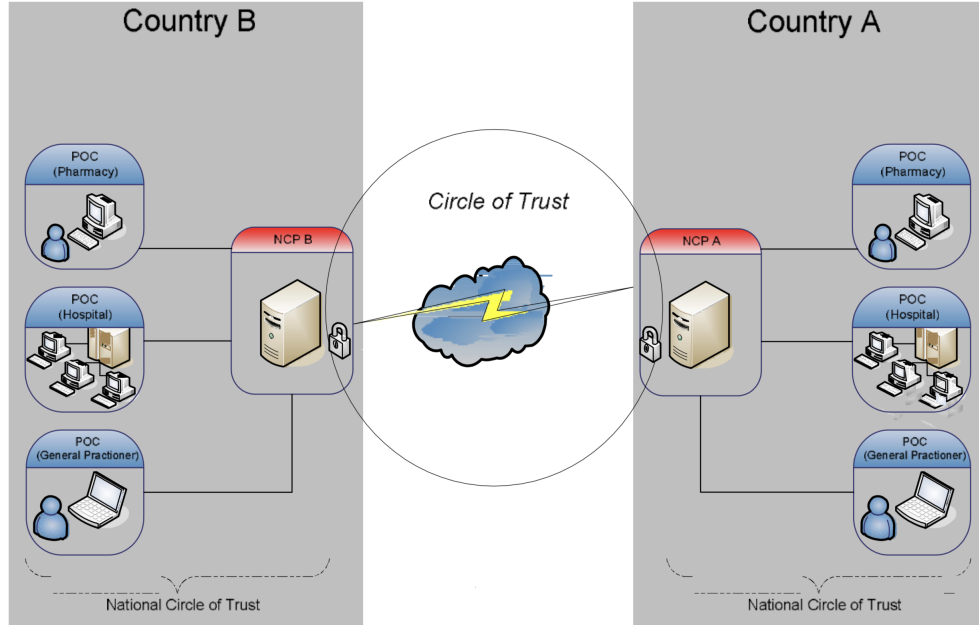 Country B
Country A
POC
(Pharmacy)
POC
(Pharmacy)
Circle of Trust
NCP B
NCP A
POC
(Hospital)
POC
(Hospital)
POC
(General Practioner)
POC
(General Practioner)
National Circle of Trust
National Circle of Trust